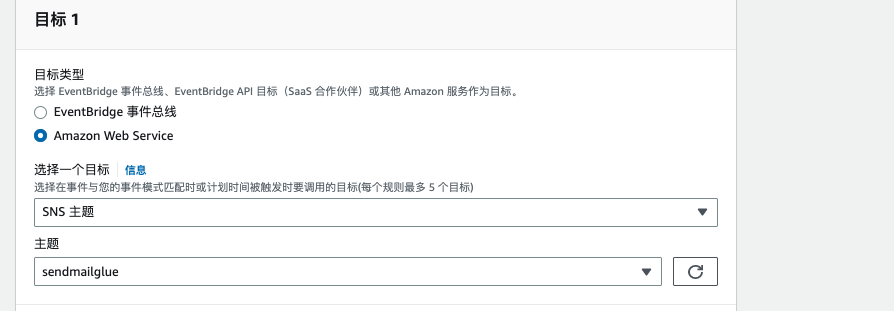 目标 1
目标类型
选择 EventBridge 事件总线、EventBridge API 目标（SaaS 合作伙伴）或其他 Amazon 服务作为目标。
EventBridge 事件总线
Amazon Web Service
选择一个目标 信息
选择在事件与您的事件模式匹配时或计划时间被触发时要调用的目标(每个规则最多 5 个目标)
SNS 主题
主题
sendmailglue